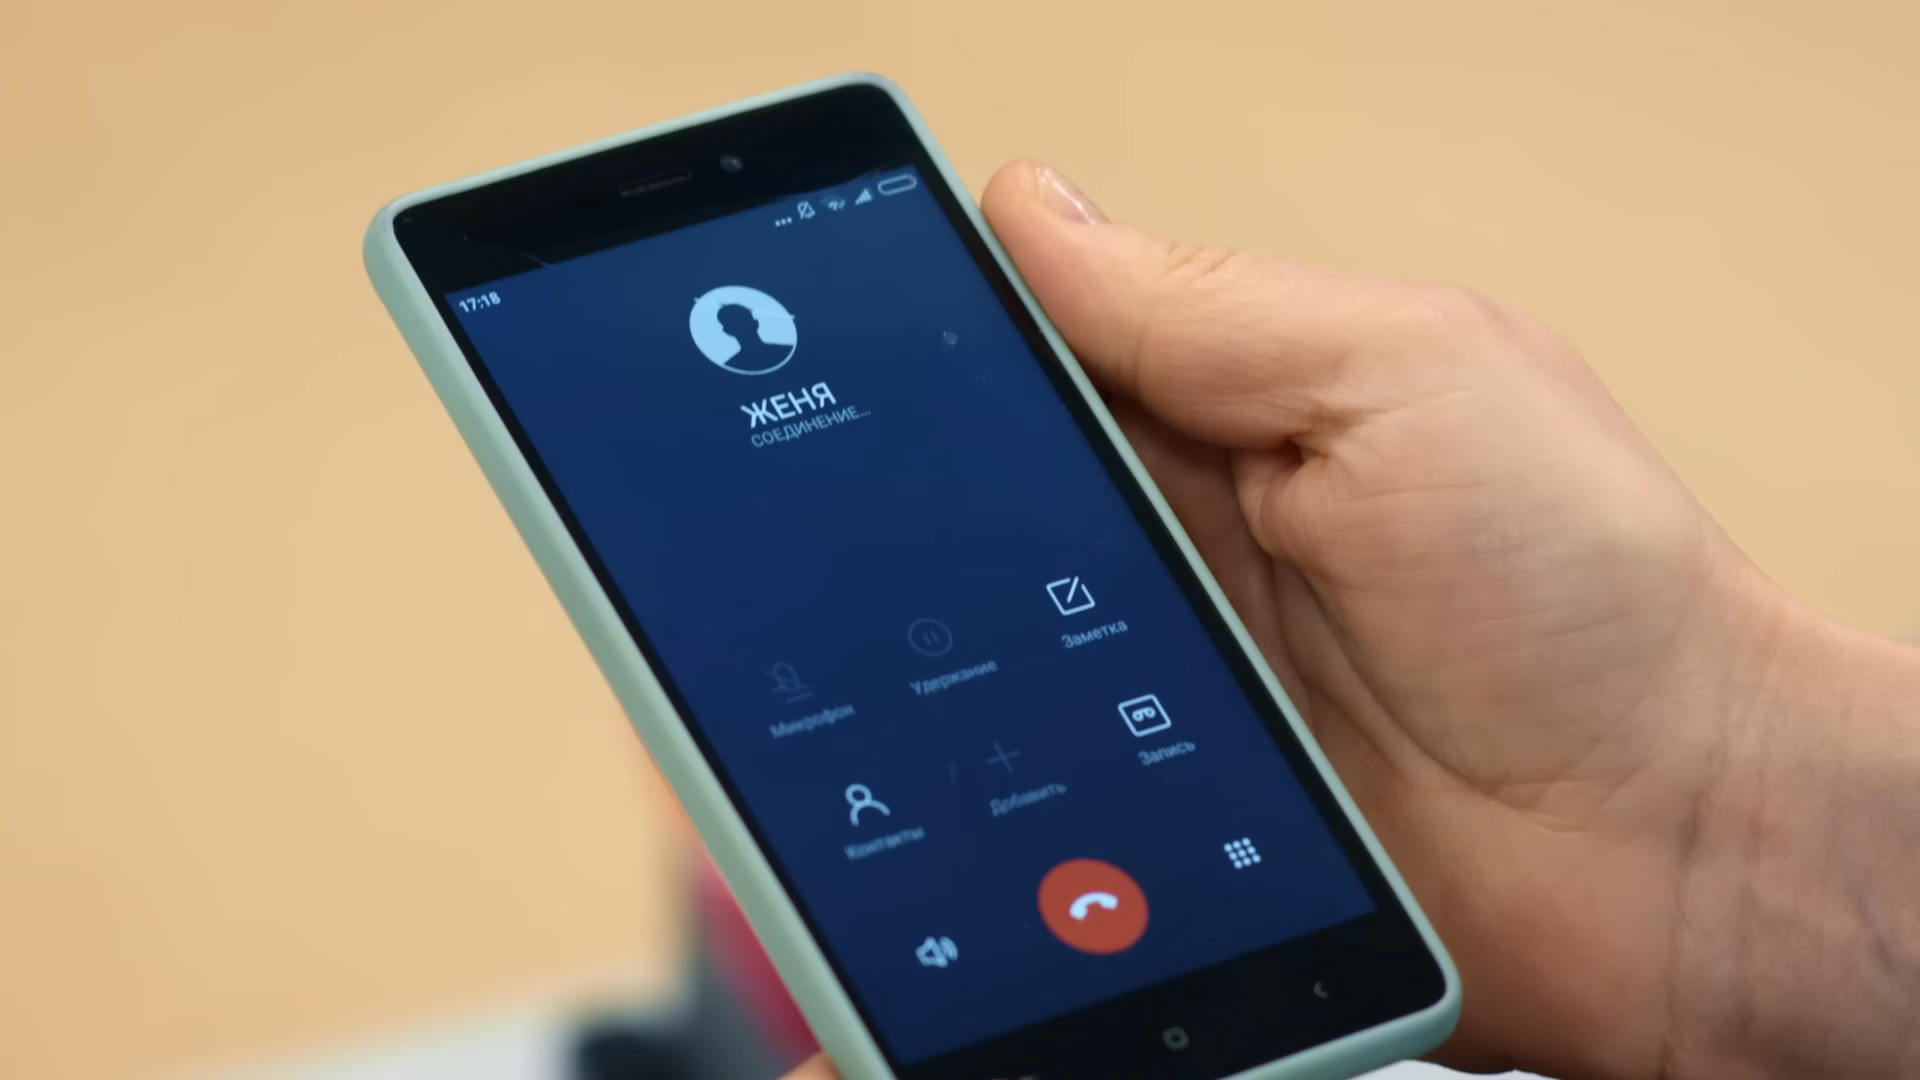 17:18
ЖЕНЯ
СОЕДИНЕНИЕ...
Микрофон
Удержание
Заметка
Контакты
Добавить
Запись